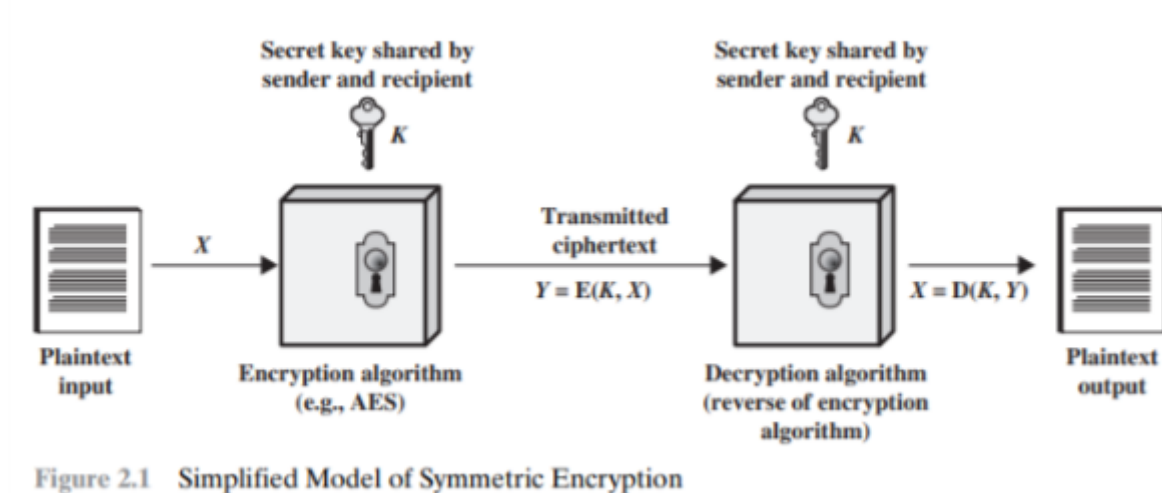 Secret key shared by
sender and recipient
K
Secret key shared by
sender and recipient
K
X
Transmitted
ciphertext
Y = E(K, X)
X = D(K, Y)
Plaintext
input
Encryption algorithm
(e.g., AES)
Decryption algorithm
(reverse of encryption
algorithm)
Plaintext
output
Figure 2.1 Simplified Model of Symmetric Encryption